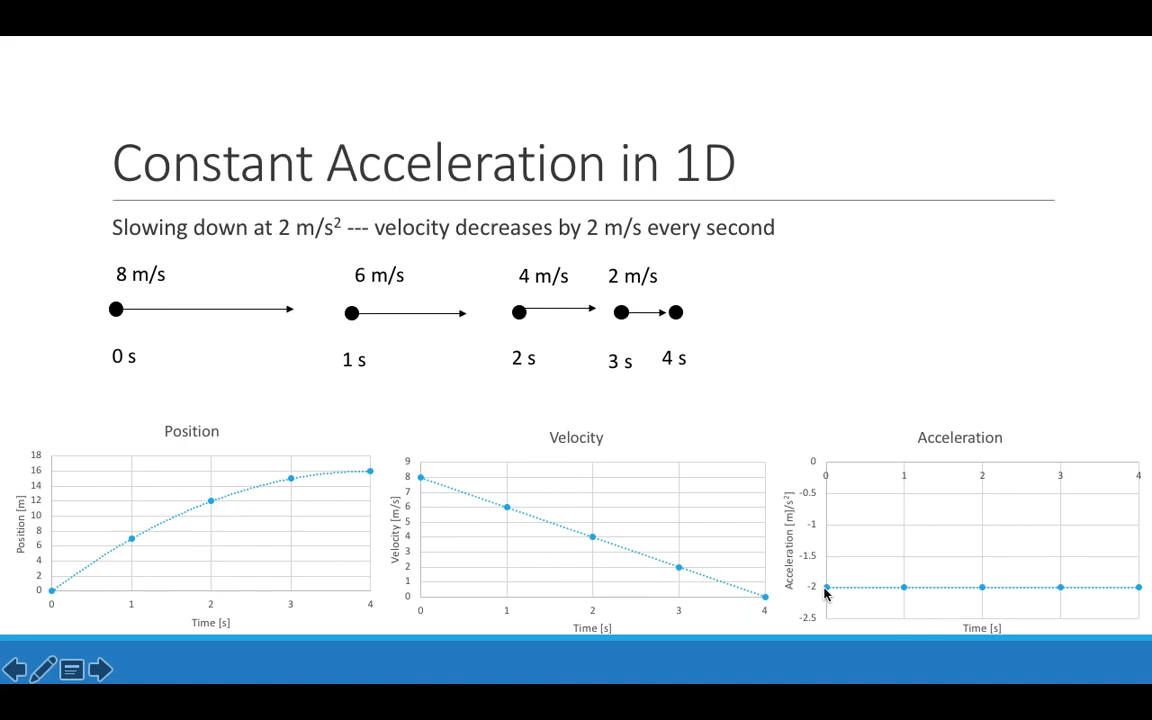 Constant Acceleration in 1D
Slowing down at 2 m/s² --- velocity decreases by 2 m/s every second
8 m/s
6 m/s
4 m/s
2 m/s
0 s
1 s
2 s
3 s
4 s
Position
18
16
14
12
10
8
6
4
2
0
Position [m]
0 1 2 3 4
Time [s]
Velocity
9
8
7
6
5
4
3
2
1
0
Velocity [m/s]
0 1 2 3 4
Time [s]
Acceleration
0
-0.5
-1
-1.5
-2
-2.5
Acceleration [m]/s²]
0 1 2 3 4
Time [s]